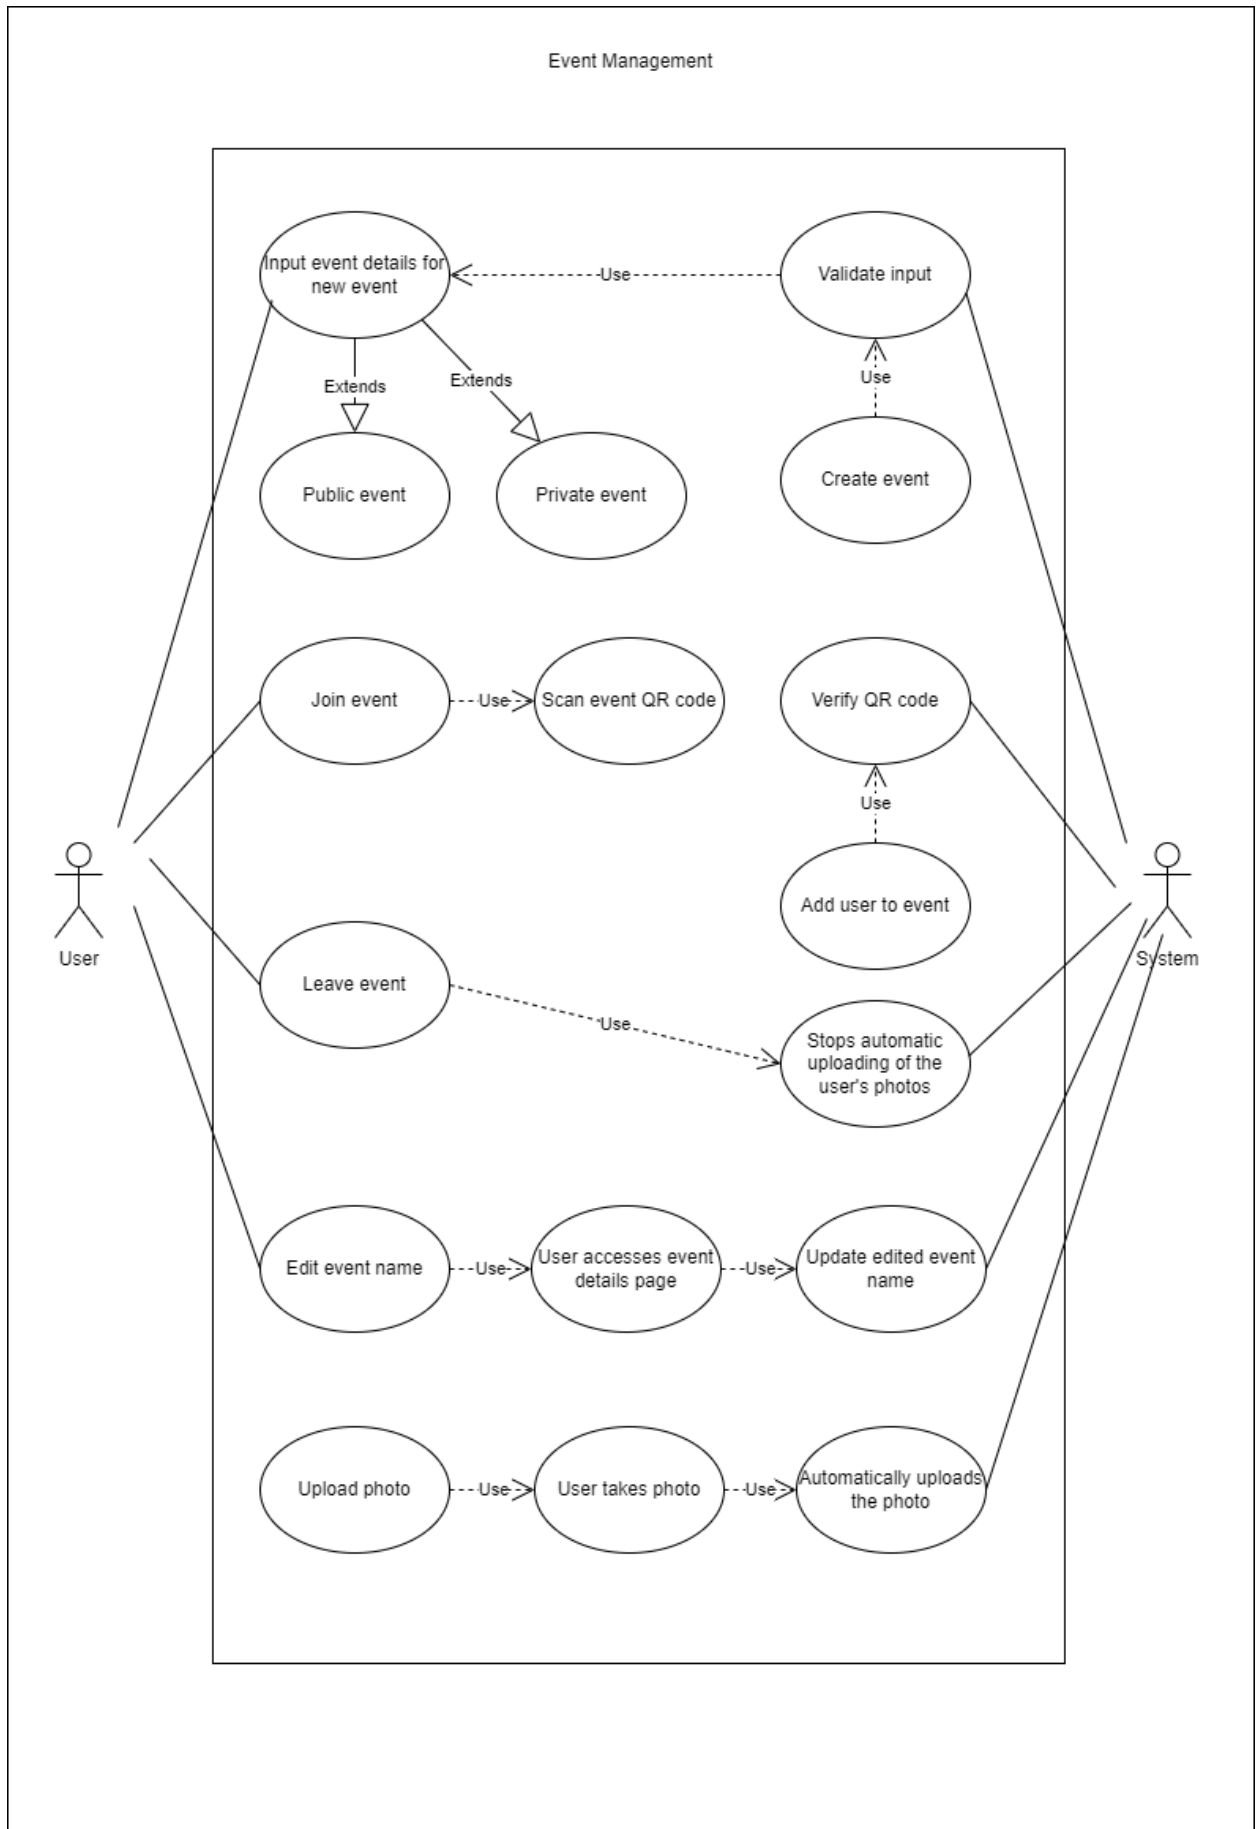 Event Management
Input event details for
new event
Use
Validate input
Extends
Extends
Use
Public event
Private event
Create event
Join event
Use
Scan event QR code
Verify QR code
Use
Add user to event
User
System
Leave event
Use
Stops automatic
uploading of the
user's photos
Edit event name
Use
User accesses event
details page
Use
Update edited event
name
Upload photo
Use
User takes photo
Use
Automatically uploads
the photo